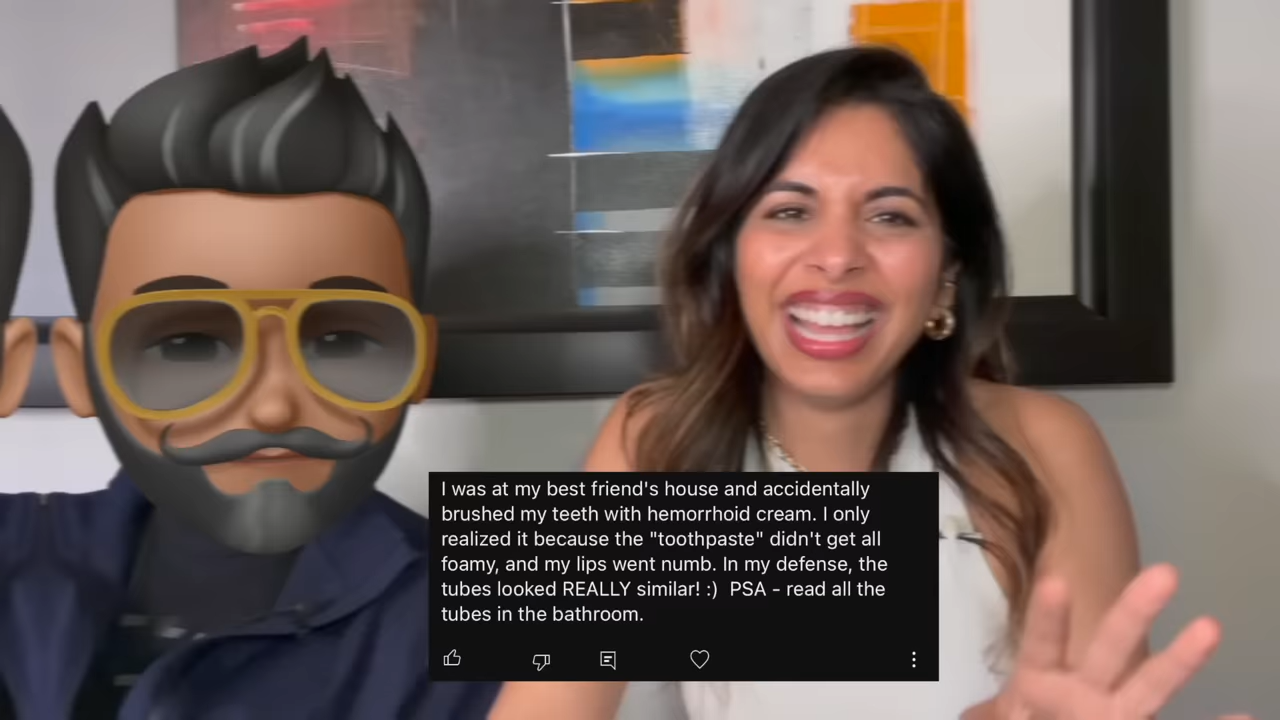 I was at my best friend's house and accidentally
brushed my teeth with hemorrhoid cream. I only
realized it because the "toothpaste" didn't get all
foamy, and my lips went numb. In my defense, the
tubes looked REALLY similar! :)  PSA - read all the
tubes in the bathroom.